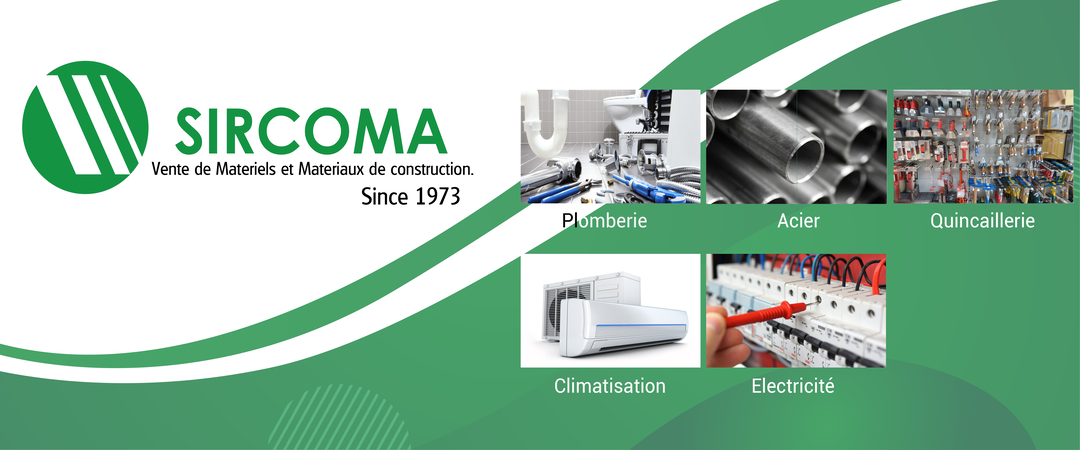 SIRCOMA
Vente de Materiels et Materiaux de construction.
Since 1973
Plomberie
Acier
Quincaillerie
Climatisation
Electricité